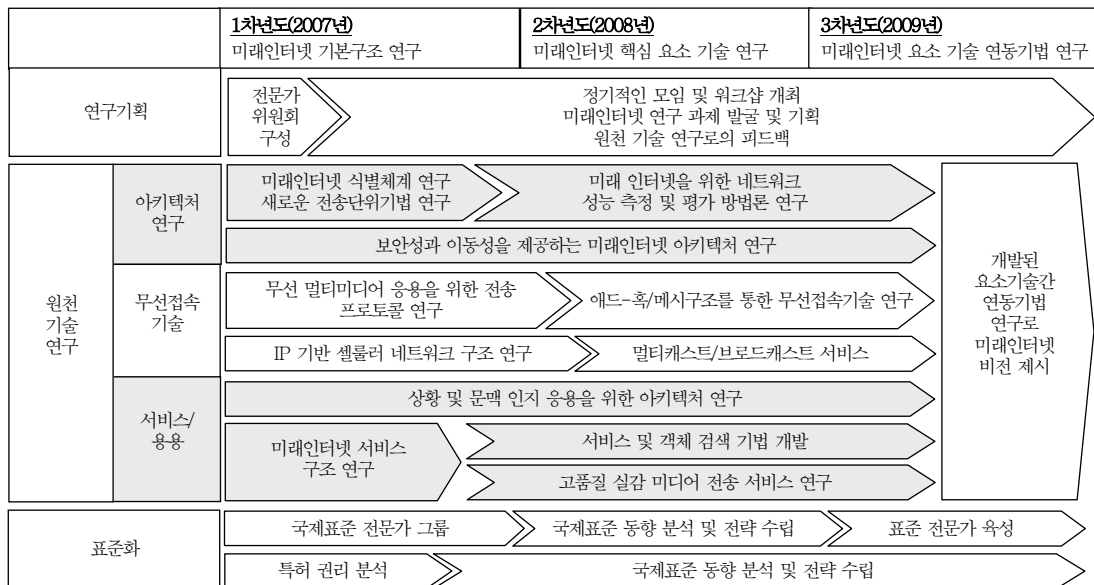 1차년도(2007년)
미래인터넷 기본구조 연구
2차년도(2008년)
미래인터넷 핵심 요소 기술 연구
3차년도(2009년)
미래인터넷 요소 기술 연동기법 연구
연구기획
전문가
위원회
구성
정기적인 모임 및 워크샵 개최
미래인터넷 연구 과제 발굴 및 기획
원천 기술 연구로의 피드백
원천
기술
연구
아키텍처
연구
미래인터넷 식별체계 연구
새로운 전송단위기법 연구
미래 인터넷을 위한 네트워크
성능 측정 및 평가 방법론 연구
보안성과 이동성을 제공하는 미래인터넷 아키텍처 연구
무선접속
기술
무선 멀티미디어 응용을 위한 전송
프로토콜 연구
애드-혹/메시구조를 통한 무선접속기술 연구
IP 기반 셀룰러 네트워크 구조 연구
멀티캐스트/브로드캐스트 서비스
서비스/
응용
상황 및 문맥 인지 응용을 위한 아키텍처 연구
미래인터넷 서비스
구조 연구
서비스 및 객체 검색 기법 개발
고품질 실감 미디어 전송 서비스 연구
개발된
요소기술간
연동기법
연구로
미래인터넷
비전 제시
표준화
국제표준 전문가 그룹
국제표준 동향 분석 및 전략 수립
표준 전문가 육성
특허 권리 분석
국제표준 동향 분석 및 전략 수립